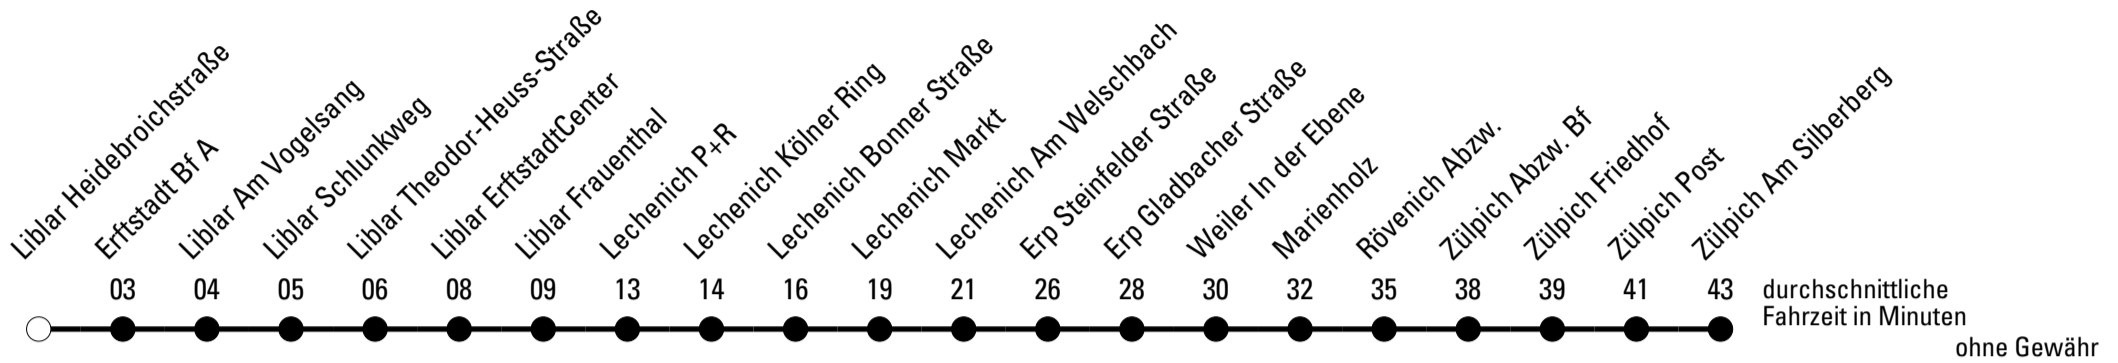 Liblar Heidebroichstraße
Erftstadt Bf A
Liblar Am Vogelsang
Liblar Schlunkweg
Liblar Theodor-Heuss-Straße
Liblar ErftstadtCenter
Liblar Frauenthal
Lechenich P+R
Lechenich Kölner Ring
Lechenich Bonner Straße
Lechenich Markt
Lechenich Am Welschbach
Erp Steinfelder Straße
Erp Gladbacher Straße
Weiler In der Ebene
Marienholz
Rövenich Abzw.
Zülpich Abzw. Bf
Zülpich Friedhof
Zülpich Post
Zülpich Am Silberberg
03 04 05 06 08 09 13 14 16 19 21 26 28 30 32 35 38 39 41 43
durchschnittliche
Fahrzeit in Minuten
ohne Gewähr